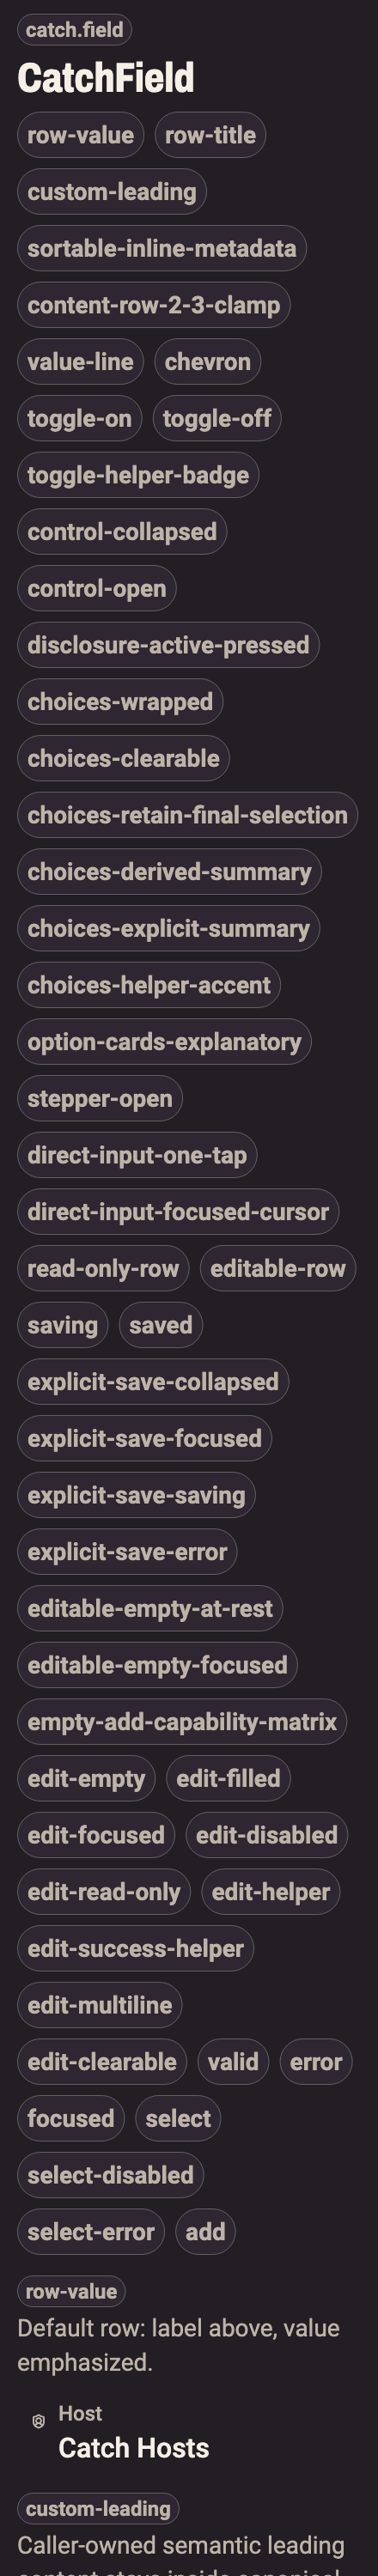 catch.field
CatchField
row-value row-title
custom-leading
sortable-inline-metadata
content-row-2-3-clamp
value-line chevron
toggle-on toggle-off
toggle-helper-badge
control-collapsed
control-open
disclosure-active-pressed
choices-wrapped
choices-clearable
choices-retain-final-selection
choices-derived-summary
choices-explicit-summary
choices-helper-accent
option-cards-explanatory
stepper-open
direct-input-one-tap
direct-input-focused-cursor
read-only-row editable-row
saving saved
explicit-save-collapsed
explicit-save-focused
explicit-save-saving
explicit-save-error
editable-empty-at-rest
editable-empty-focused
empty-add-capability-matrix
edit-empty edit-filled
edit-focused edit-disabled
edit-read-only edit-helper
edit-success-helper
edit-multiline
edit-clearable valid error
focused select
select-disabled
select-error add
row-value
Default row: label above, value
emphasized.
Host
Catch Hosts
custom-leading
Caller-owned semantic leading
content stays inside canonical